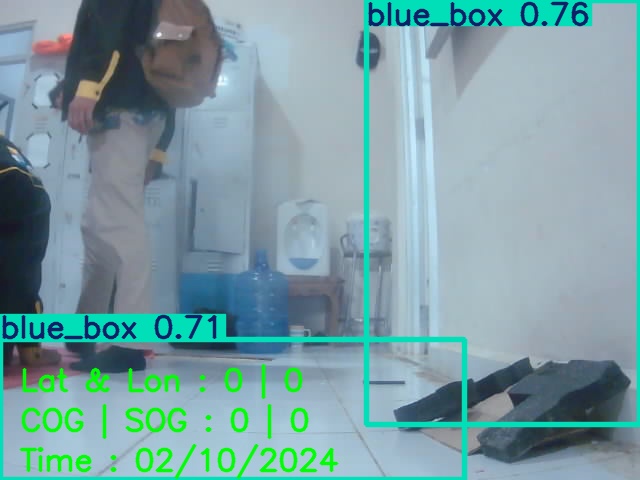 blue_box 0.76
blue_box 0.71
Lat & Lon : 0 | 0
COG | SOG : 0 | 0
Time : 02/10/2024